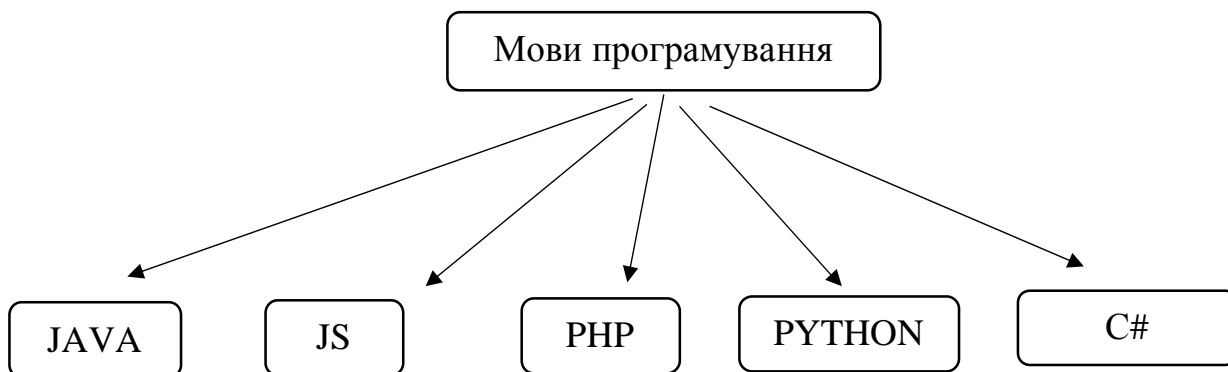 Мови програмування
JAVA
JS
PHP
PYTHON
C#